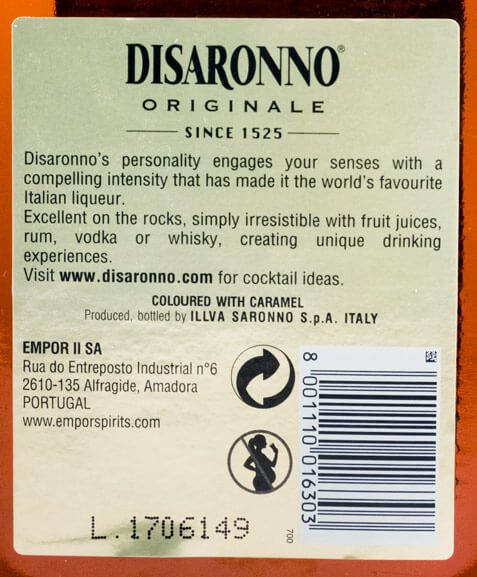 DISARONNO®
ORIGINALE
SINCE 1525
Disaronno's personality engages your senses with a
compelling intensity that has made it the world's favourite
Italian liqueur.
Excellent on the rocks, simply irresistible with fruit juices,
rum, vodka or whisky, creating unique drinking
experiences.
Visit www.disaronno.com for cocktail ideas.
COLOURED WITH CARAMEL
Produced, bottled by ILLVA SARONNO S.p.A. ITALY
EMPOR II SA
Rua do Entreposto Industrial nº6
2610-135 Alfragide, Amadora
PORTUGAL
www.emporspirits.com
8 001110 016303
700
L.1706149